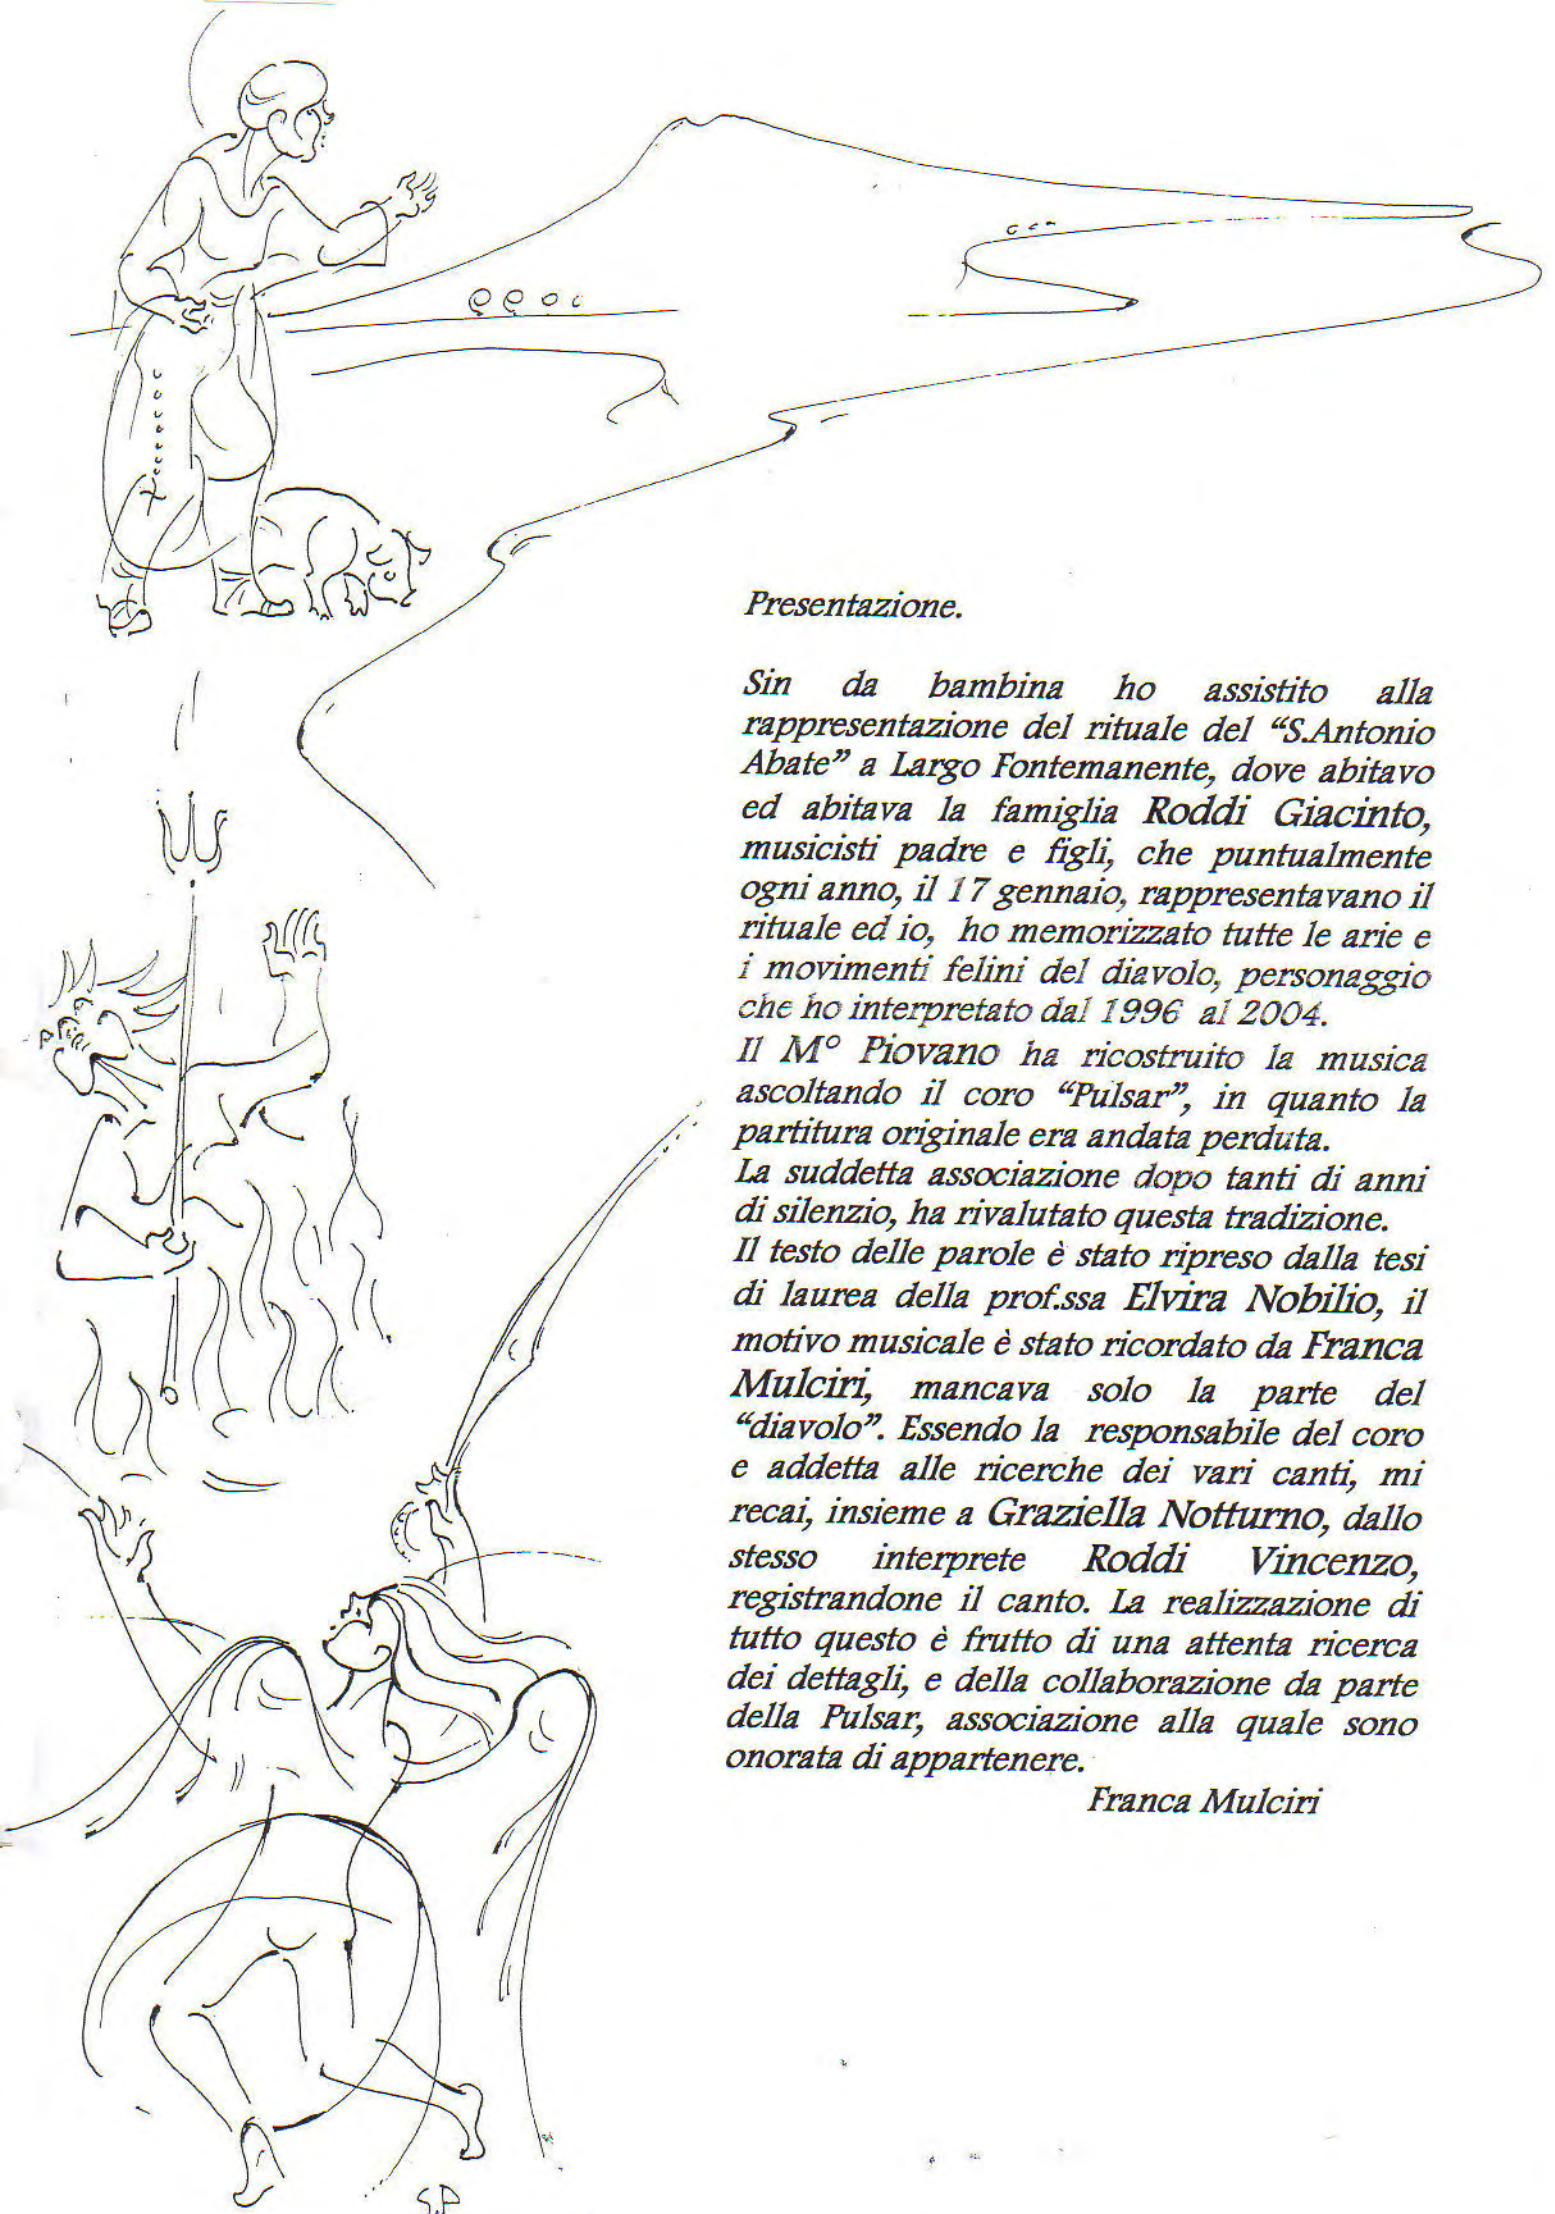 Presentazione.
Sin da bambina ho assistito alla
rappresentazione del rituale del “S.Antonio
Abate” a Largo Fontemanente, dove abitavo
ed abitava la famiglia Roddi Giacinto,
musicisti padre e figli, che puntualmente
ogni anno, il 17 gennaio, rappresentavano il
rituale ed io, ho memorizzato tutte le arie e
i movimenti felini del diavolo, personaggio
che ho interpretato dal 1996 al 2004.
Il M° Piovano ha ricostruito la musica
ascoltando il coro “Pulsar”, in quanto la
partitura originale era andata perduta.
La suddetta associazione dopo tanti di anni
di silenzio, ha rivalutato questa tradizione.
Il testo delle parole è stato ripreso dalla tesi
di laurea della prof.ssa Elvira Nobilio, il
motivo musicale è stato ricordato da Franca
Mulciri, mancava solo la parte del
“diavolo”. Essendo la responsabile del coro
e addetta alle ricerche dei vari canti, mi
recai, insieme a Graziella Notturno, dallo
stesso interprete Roddi Vincenzo,
registrandone il canto. La realizzazione di
tutto questo è frutto di una attenta ricerca
dei dettagli, e della collaborazione da parte
della Pulsar, associazione alla quale sono
onorata di appartenere.
Franca Mulciri
S.P